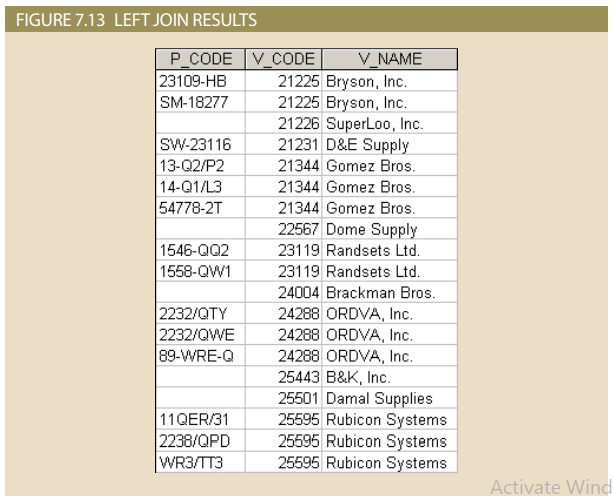 FIGURE 7.13 LEFT JOIN RESULTS
P_CODE V_CODE V_NAME
23109-HB 21225 Bryson, Inc.
SM-18277 21225 Bryson, Inc.
21226 SuperLoo, Inc.
SW-23116 21231 D&E Supply
13-Q2/P2 21344 Gomez Bros.
14-Q1/L3 21344 Gomez Bros.
54778-2T 21344 Gomez Bros.
22567 Dome Supply
1546-QQ2 23119 Randsets Ltd.
1558-QW1 23119 Randsets Ltd.
24004 Brackman Bros.
2232/QTY 24288 ORDVA, Inc.
2232/QWE 24288 ORDVA, Inc.
89-WRE-Q 24288 ORDVA, Inc.
25443 B&K, Inc.
25501 Damal Supplies
11QER/31 25595 Rubicon Systems
2238/QPD 25595 Rubicon Systems
WR3/TT3 25595 Rubicon Systems
Activate Wind